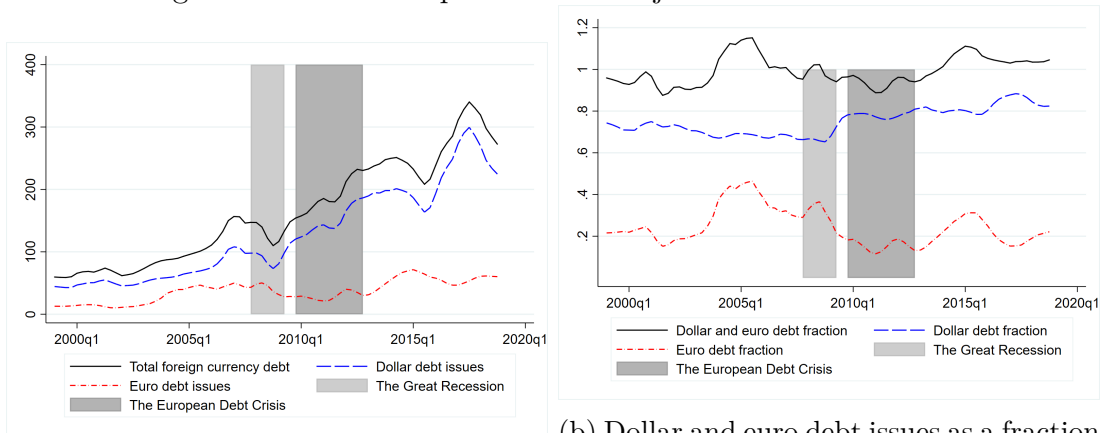 400
300
200
100
0
2000q1 2005q1 2010q1 2015q1 2020q1
Total foreign currency debt Dollar debt issues
Euro debt issues The Great Recession
The European Debt Crisis
1.2
1
.8
.6
.4
.2
2000q1 2005q1 2010q1 2015q1 2020q1
Dollar and euro debt fraction Dollar debt fraction
Euro debt fraction The Great Recession
The European Debt Crisis
(b) Dollar and euro debt issues as a fraction